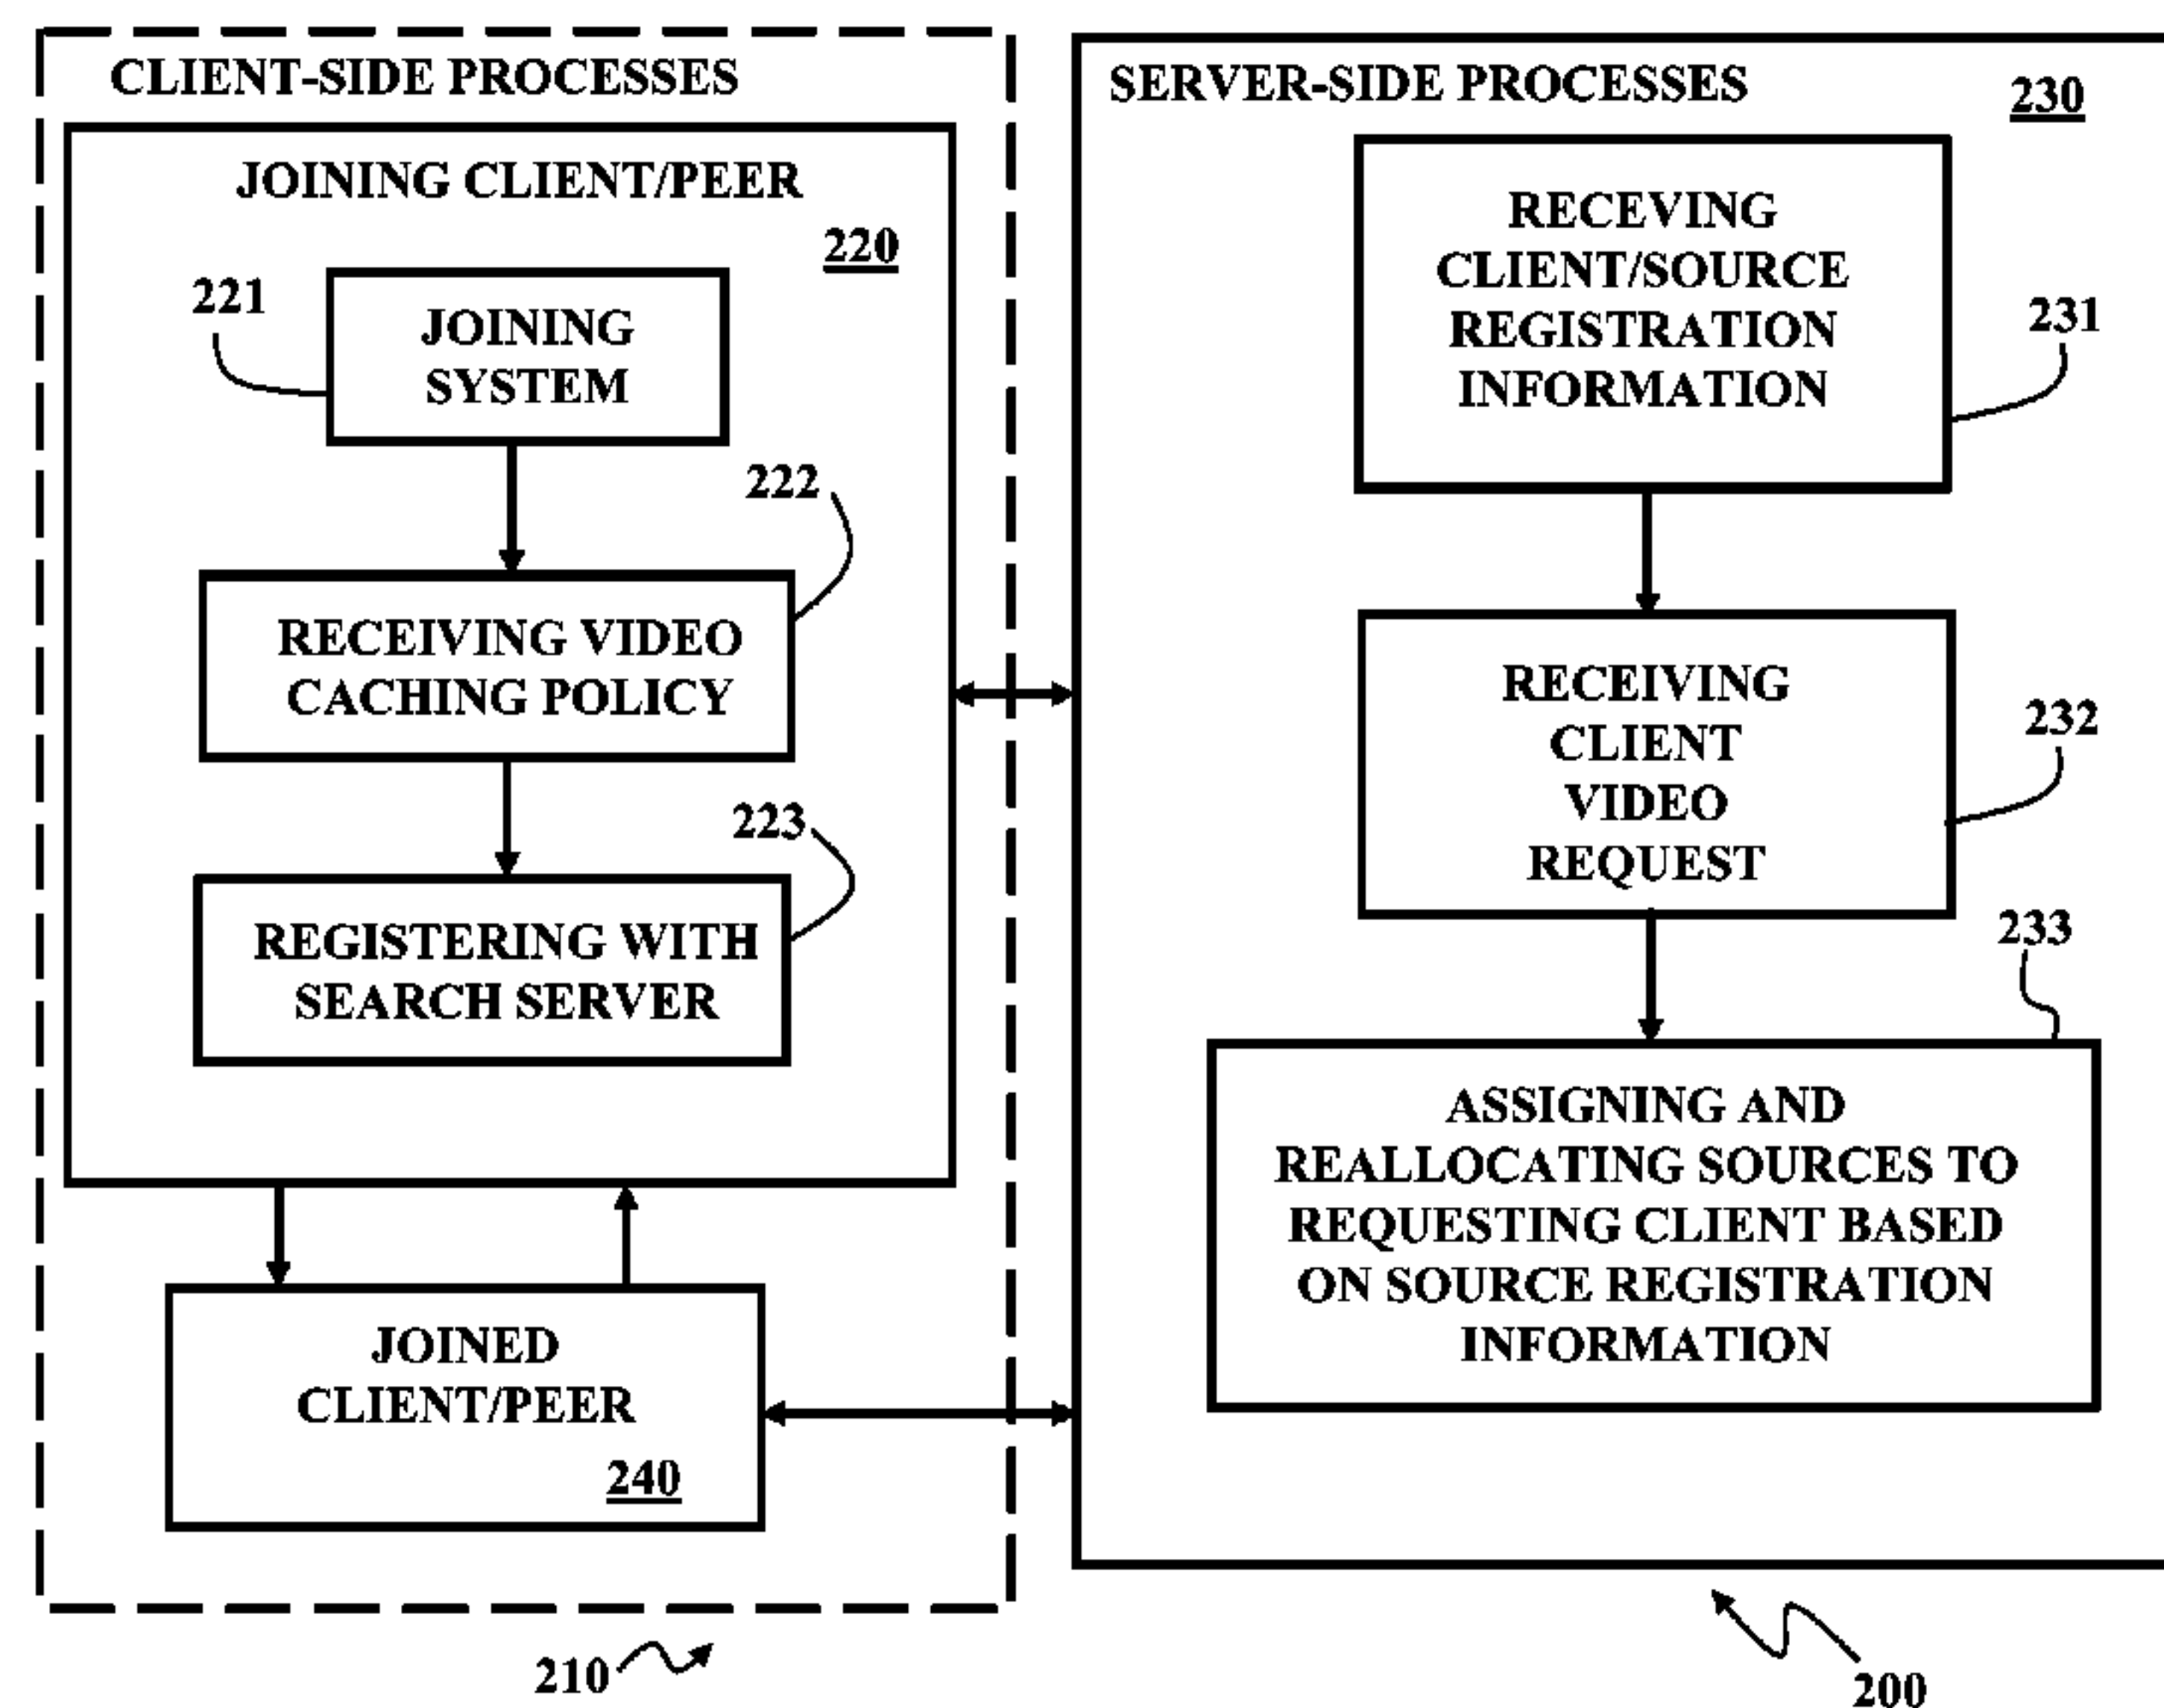 CLIENT-SIDE PROCESSES
JOINING CLIENT/PEER
220
221
JOINING
SYSTEM
222
RECEIVING VIDEO
CACHING POLICY
223
REGISTERING WITH
SEARCH SERVER
JOINED
CLIENT/PEER
240
210
SERVER-SIDE PROCESSES
230
RECEVING
CLIENT/SOURCE
REGISTRATION
INFORMATION
231
RECEIVING
CLIENT
VIDEO
REQUEST
232
233
ASSIGNING AND
REALLOCATING SOURCES TO
REQUESTING CLIENT BASED
ON SOURCE REGISTRATION
INFORMATION
200